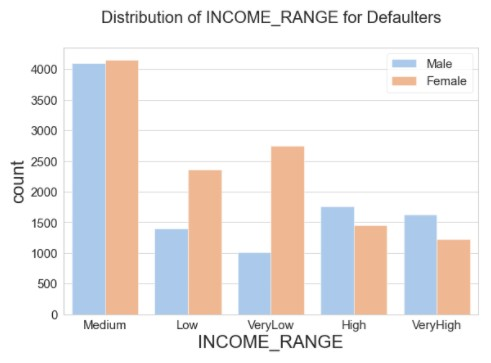 Distribution of INCOME_RANGE for Defaulters
Male
Female
count
4000
3500
3000
2500
2000
1500
1000
500
0
Medium Low VeryLow High VeryHigh
INCOME_RANGE